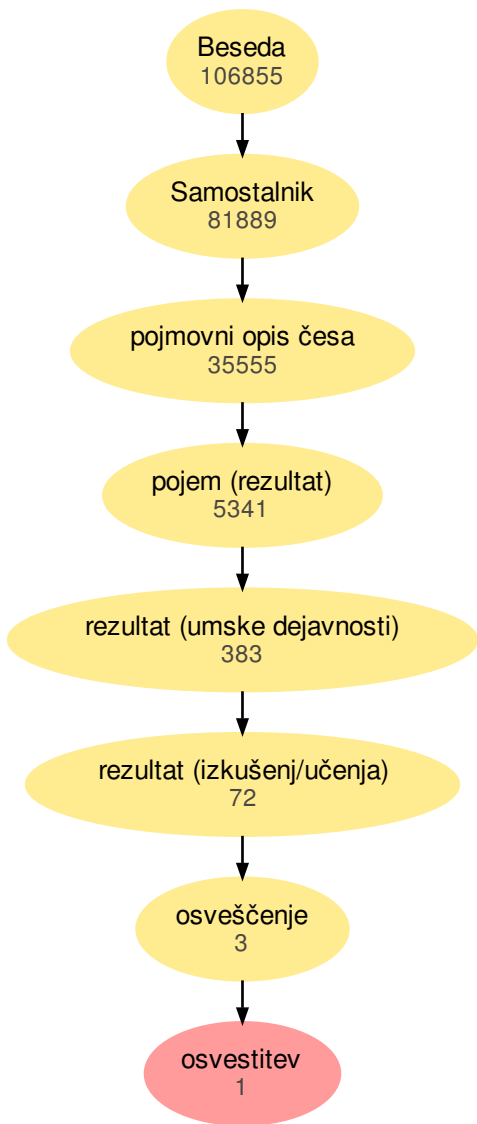 Beseda
106855
Samostalnik
81889
pojmovni opis česa
35555
pojem (rezultat)
5341
rezultat (umske dejavnosti)
383
rezultat (izkušenj/učenja)
72
osveščenje
3
osvestitev
1